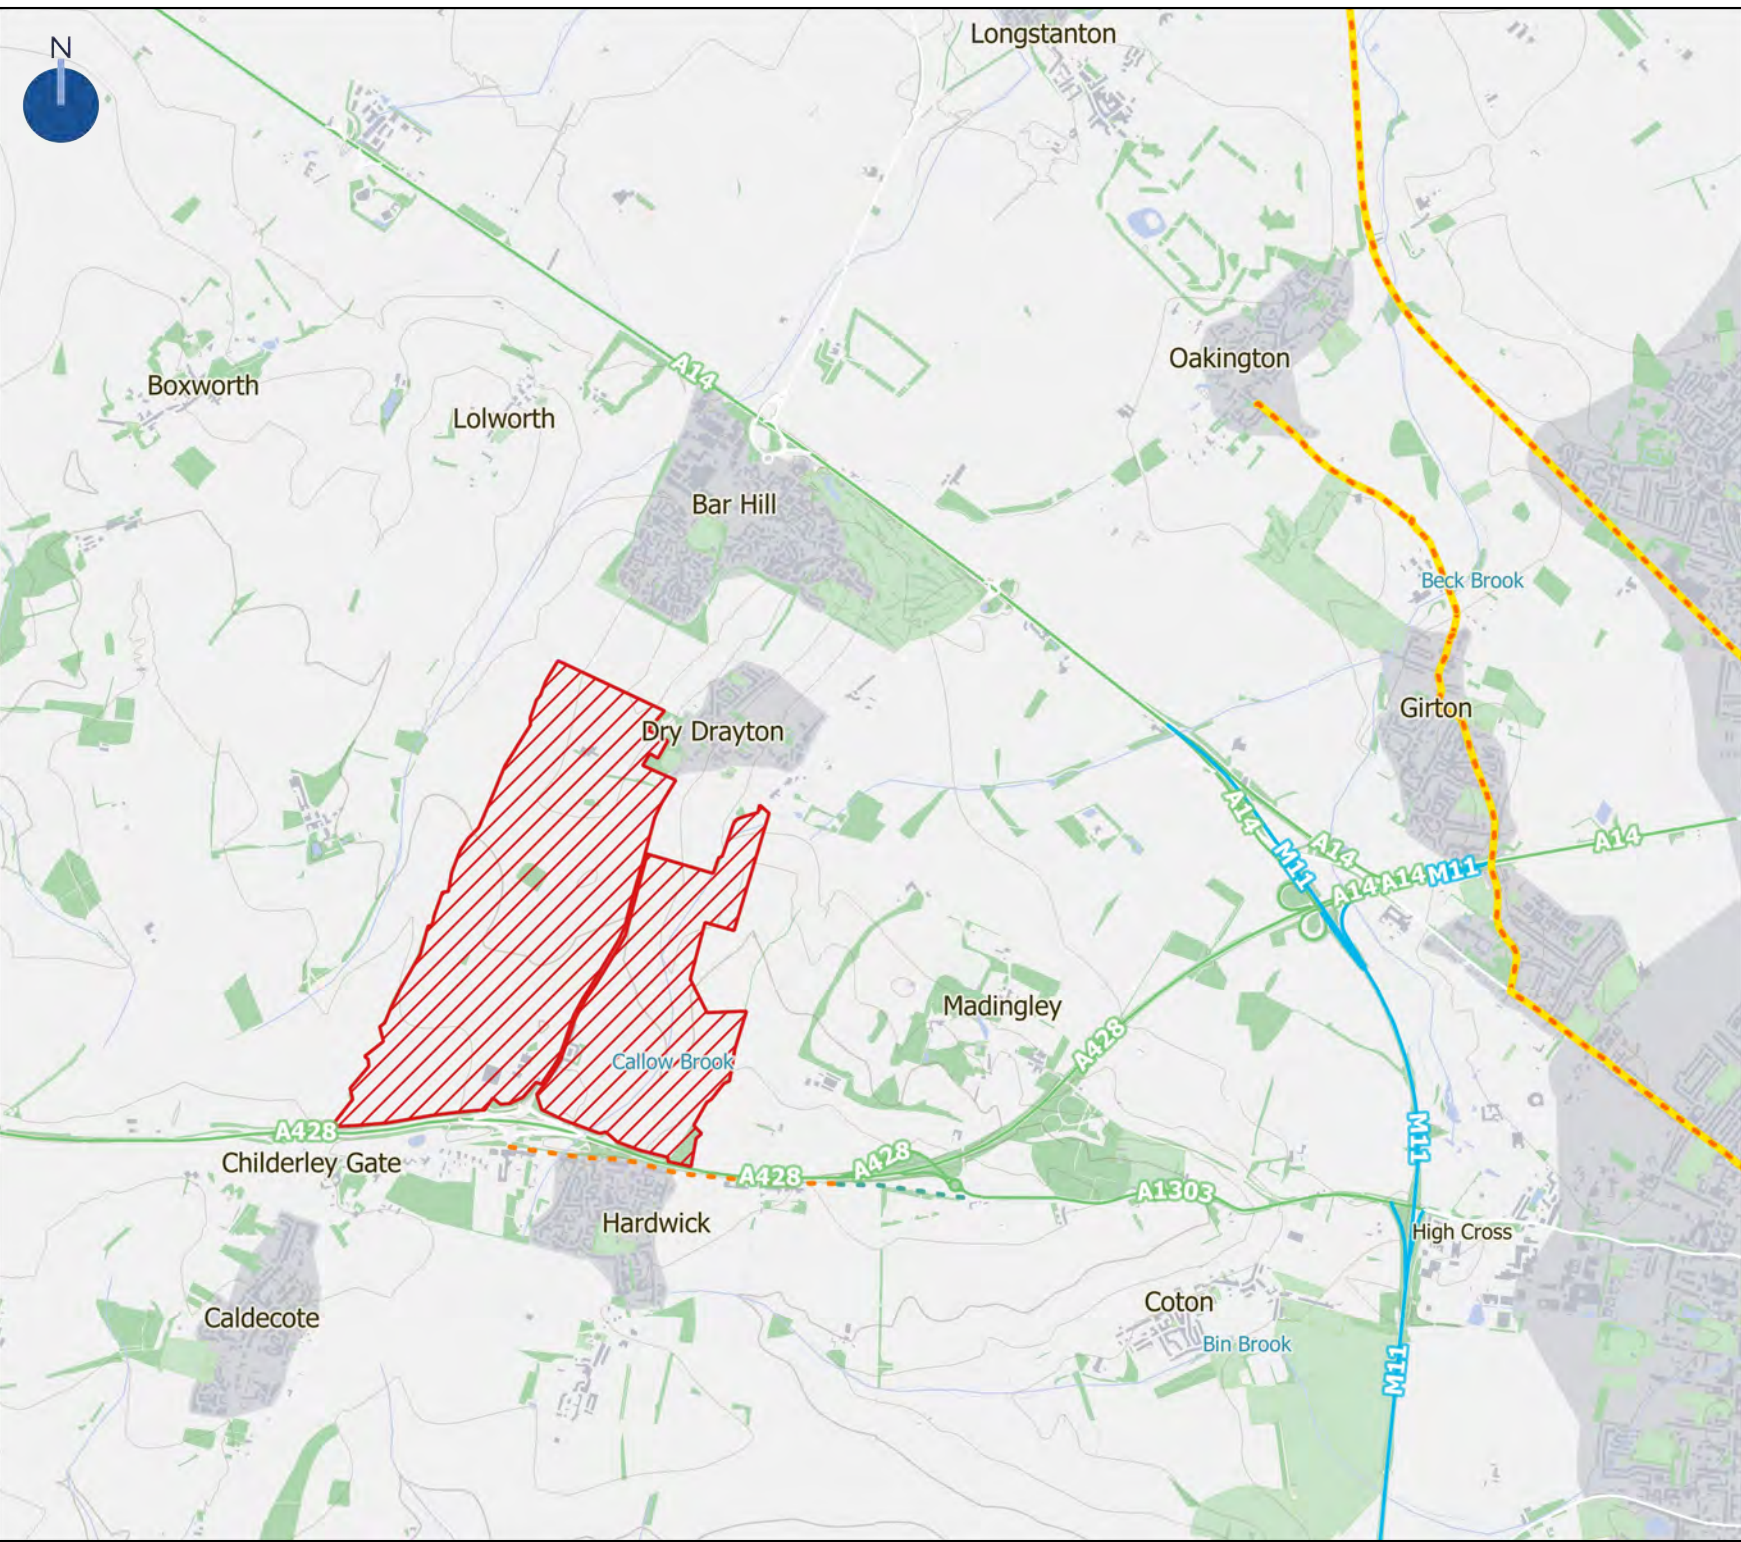 Longstanton
N
Oakington
A14
Boxworth
Lolworth
Bar Hill
Beck Brook
Girton
Dry Drayton
A14
A14
A14
M11
A14
A14
M11
Madingley
A428
Callow Brook
A428
M11
Childerley Gate
A428
A428
A1303
Hardwick
High Cross
Coton
Caldecote
Bin Brook
M11